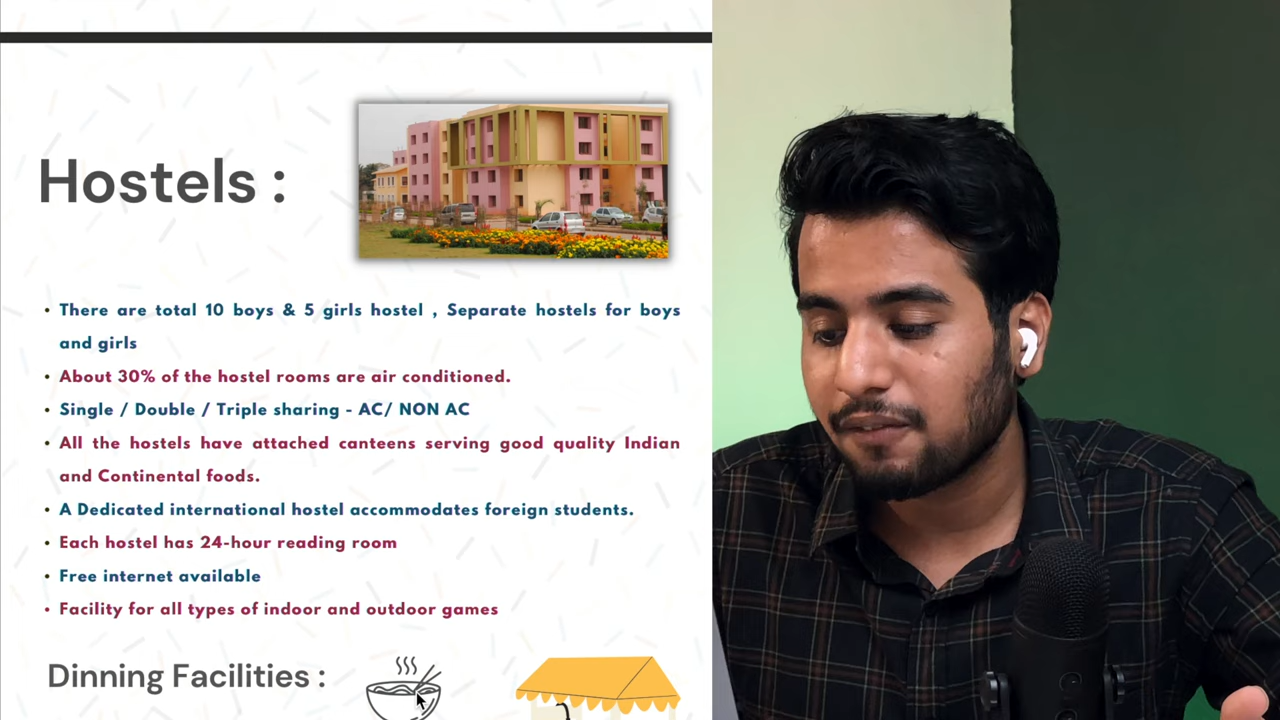 Hostels :
• There are total 10 boys & 5 girls hostel , Separate hostels for boys
and girls
• About 30% of the hostel rooms are air conditioned.
• Single / Double / Triple sharing - AC/ NON AC
• All the hostels have attached canteens serving good quality Indian
and Continental foods.
• A Dedicated international hostel accommodates foreign students.
• Each hostel has 24-hour reading room
• Free internet available
• Facility for all types of indoor and outdoor games
Dinning Facilities :